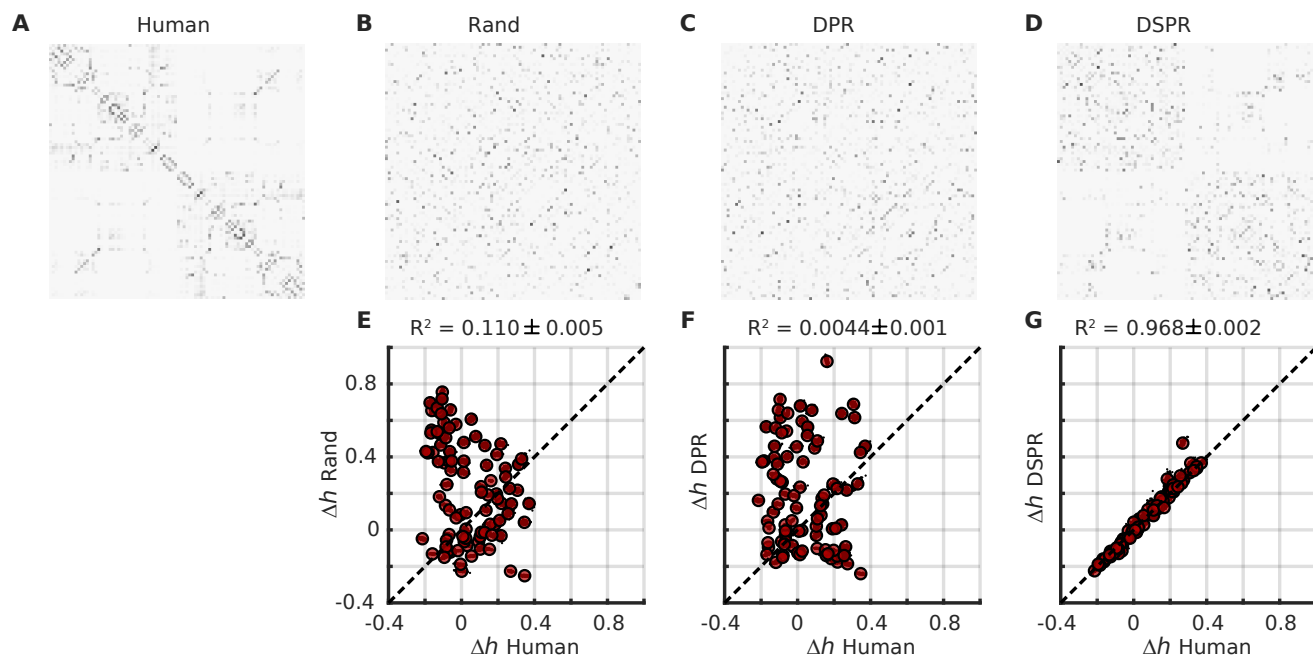 A Human
B Rand
C DPR
D DSPR
E R² = 0.110 ± 0.005
F R² = 0.0044±0.001
G R² = 0.968±0.002
0.8
0.4
0
-0.4
Δh Rand
Δh DPR
Δh DSPR
-0.4 0 0.4 0.8
-0.4 0 0.4 0.8
-0.4 0 0.4 0.8
Δh Human
Δh Human
Δh Human